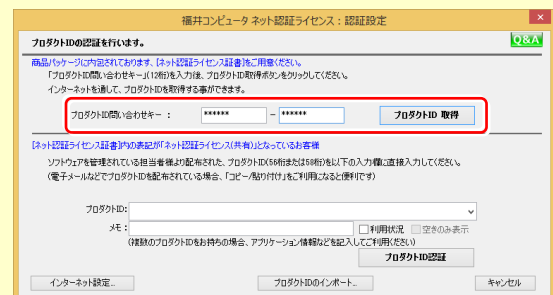 福井コンピュータ ネット認証ライセンス：認証設定
プロダクトIDの認証を行います。
Q&A
商品パッケージに内包されております、[ネット認証ライセンス証書]をご用意ください。
「プロダクトID問い合わせキー」(12桁)を入力後、プロダクトID取得ボタンをクリックしてください。
インターネットを通して、プロダクトIDを取得する事ができます。
プロダクトID問い合わせキー ： ****** - ****** プロダクトID 取得
[ネット認証ライセンス証書]内の表記が「ネット認証ライセンス(共有)」となっているお客様
ソフトウェアを管理されている担当者様より配布された、プロダクトID(56桁または58桁)を以下の入力欄に直接入力してください。
(電子メールなどでプロダクトIDを配布されている場合、「コピー/貼り付け」をご利用になると便利です)
プロダクトID:
メモ: 利用状況 空きのみ表示
(複数のプロダクトIDをお持ちの場合、アプリケーション情報などを記入してご利用ください)
プロダクトID認証
インターネット設定... プロダクトIDのインポート... キャンセル